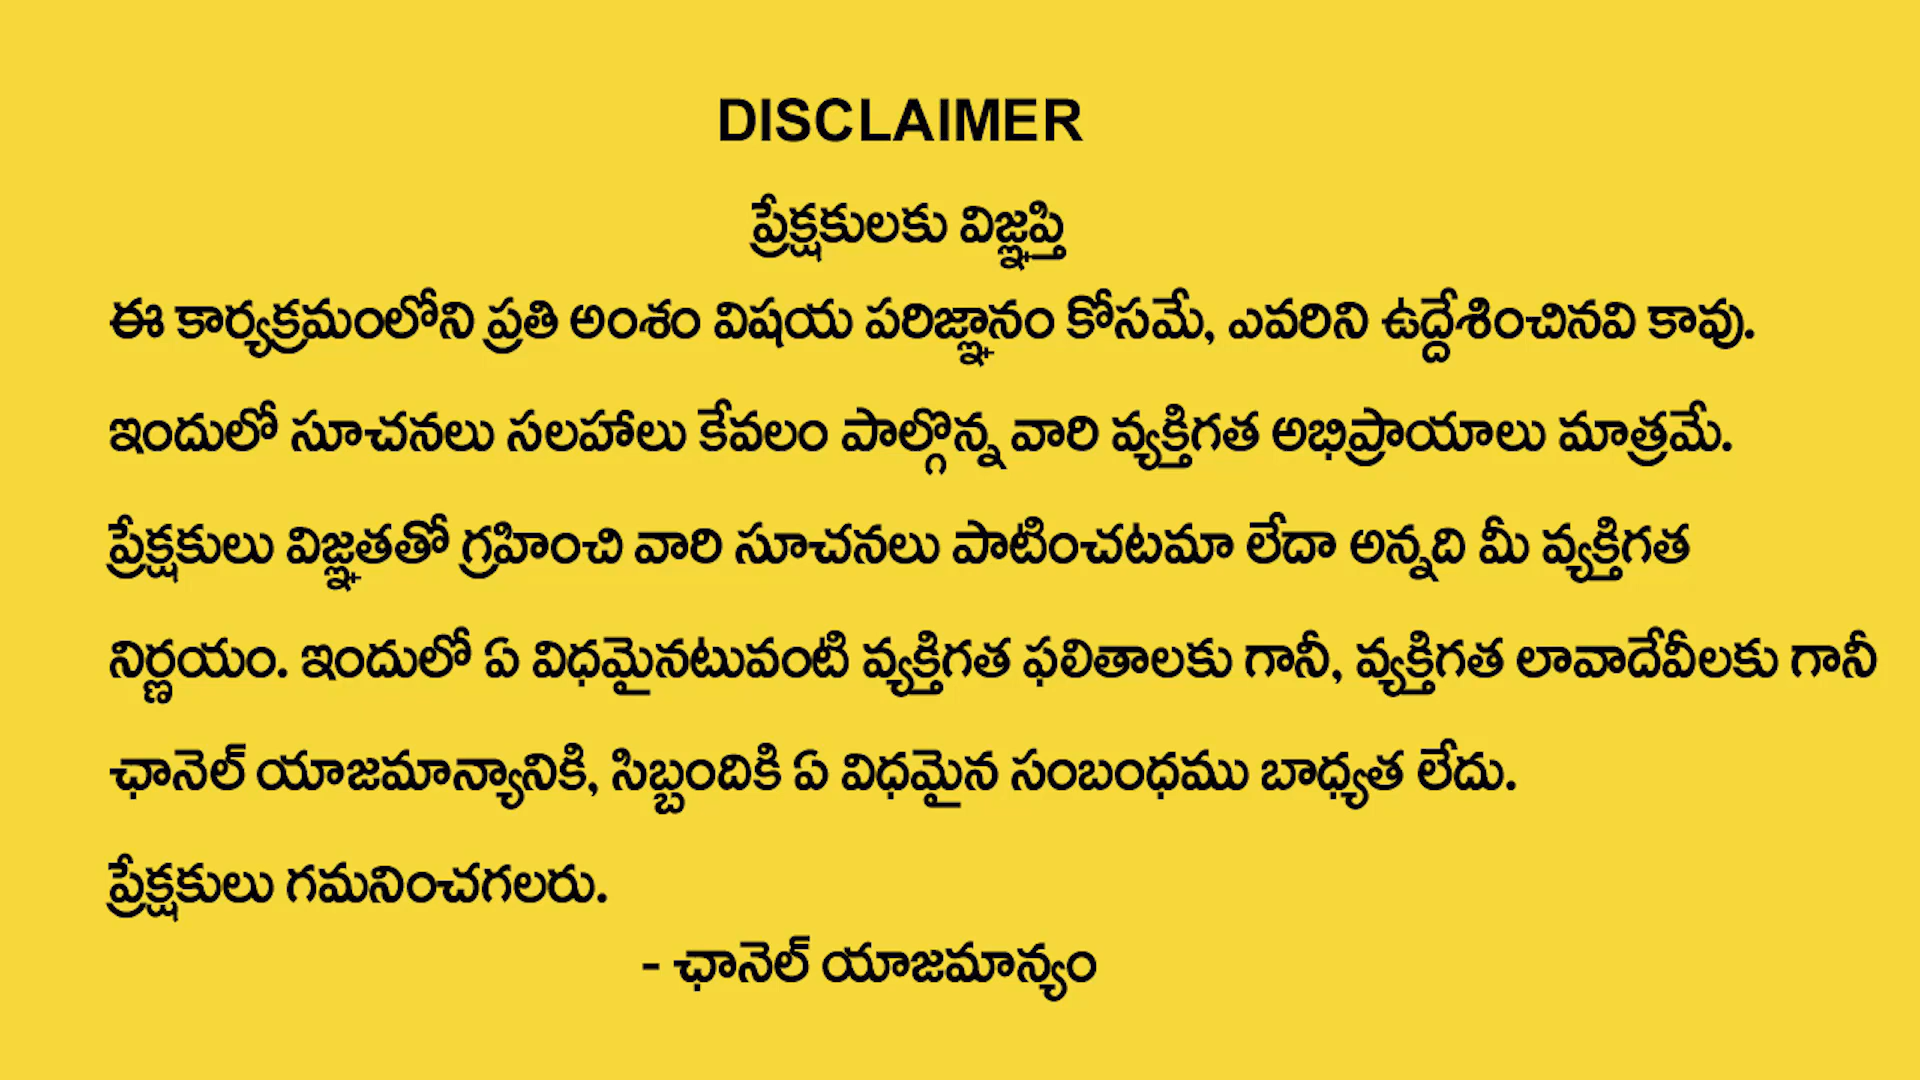 DISCLAIMER
ప్రేక్షకులకు విజ్ఞప్తి
ఈ కార్యక్రమంలోని ప్రతి అంశం విషయ పరిజ్ఞానం కోసమే, ఎవరిని ఉద్దేశించినవి కావు.
ఇందులో సూచనలు సలహాలు కేవలం పాల్గొన్న వారి వ్యక్తిగత అభిప్రాయాలు మాత్రమే.
ప్రేక్షకులు విజ్ఞతతో గ్రహించి వారి సూచనలు పాటించటమా లేదా అన్నది మీ వ్యక్తిగత
నిర్ణయం. ఇందులో ఏ విధమైనటువంటి వ్యక్తిగత ఫలితాలకు గానీ, వ్యక్తిగత లావాదేవీలకు గానీ
ఛానెల్ యాజమాన్యానికి, సిబ్బందికి ఏ విధమైన సంబంధము బాధ్యత లేదు.
ప్రేక్షకులు గమనించగలరు.
- ఛానెల్ యాజమాన్యం